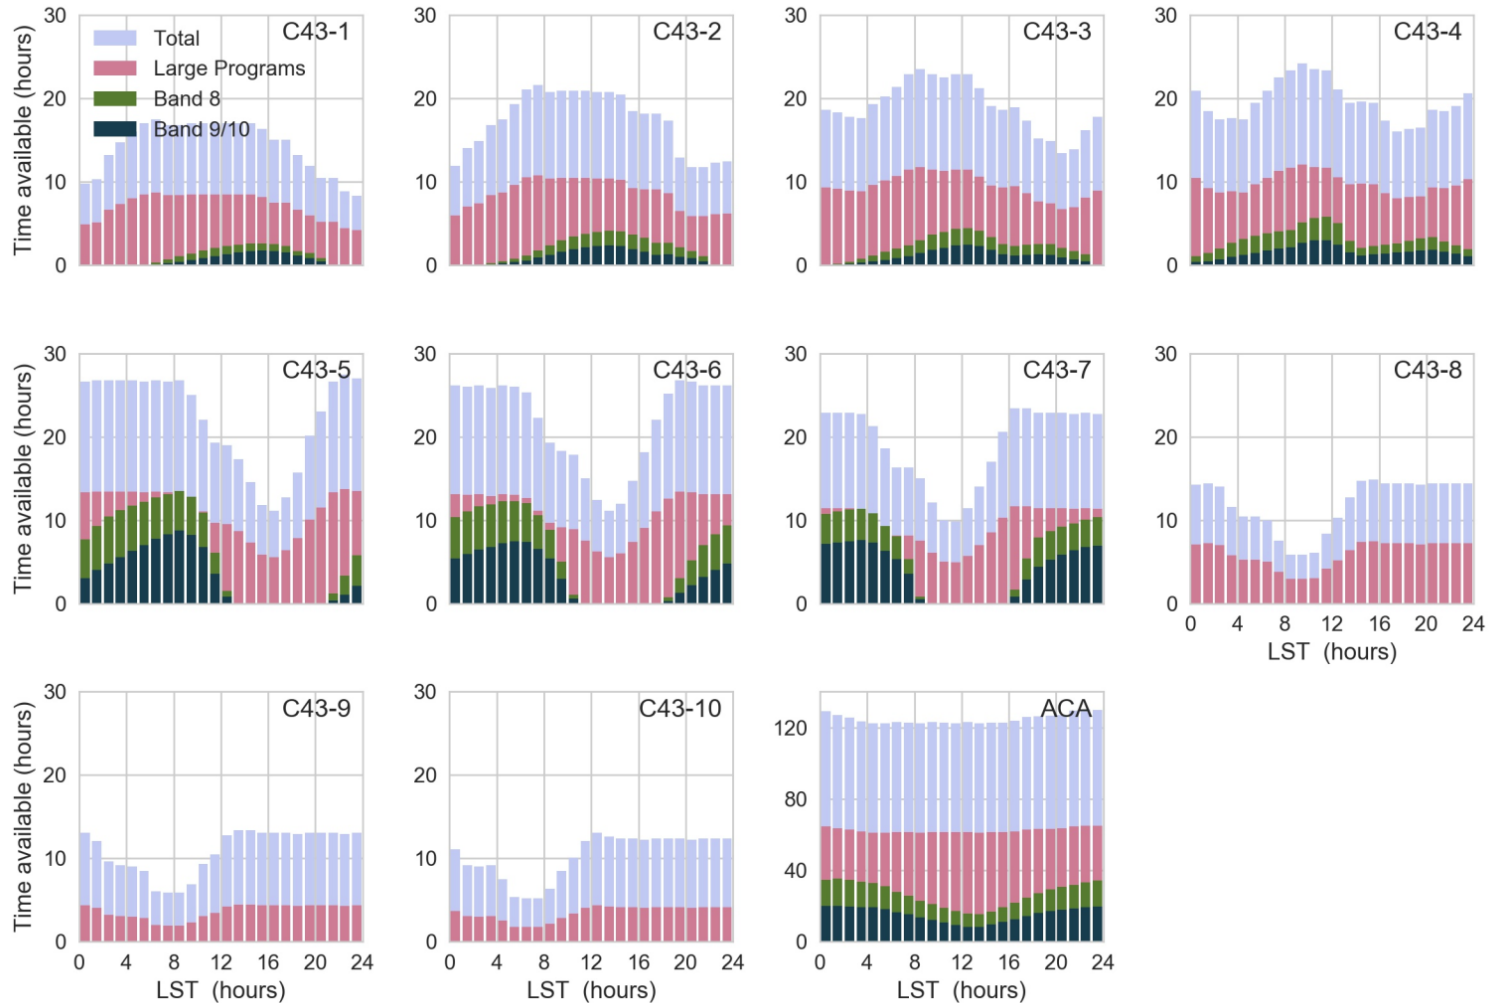 C43-1
C43-2
C43-3
C43-4
Total
Large Programs
Band 8
Band 9/10
Time available (hours)
30
20
10
0
30
20
10
0
30
20
10
0
30
20
10
0
C43-5
C43-6
C43-7
C43-8
Time available (hours)
30
20
10
0
30
20
10
0
30
20
10
0
30
20
10
0
0 4 8 12 16 20 24
LST (hours)
C43-9
C43-10
ACA
Time available (hours)
30
20
10
0
30
20
10
0
120
80
40
0
0 4 8 12 16 20 24
0 4 8 12 16 20 24
0 4 8 12 16 20 24
LST (hours)
LST (hours)
LST (hours)